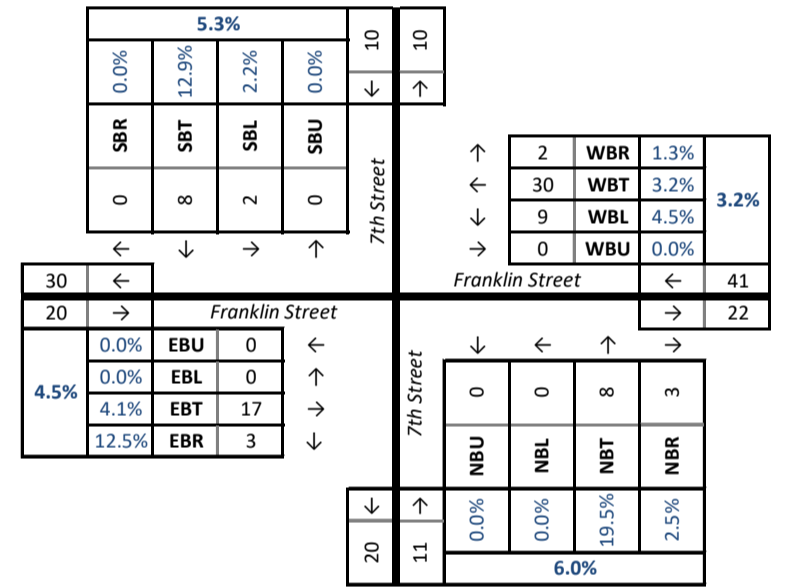 5.3%
0.0% 12.9% 2.2% 0.0%
SBR SBT SBL SBU
0 8 2 0
← ↓ → ↑
10 10
↓ ↑
7th Street
↑ 2 WBR 1.3%
← 30 WBT 3.2%
↓ 9 WBL 4.5%
→ 0 WBU 0.0%
3.2%
30 ←
Franklin Street ← 41
20 → Franklin Street
→ 22
4.5%
0.0% EBU 0 ←
0.0% EBL 0 ↑
4.1% EBT 17 →
12.5% EBR 3 ↓
7th Street
↓ ← ↑ →
0 0 8 3
NBU NBL NBT NBR
0.0% 0.0% 19.5% 2.5%
6.0%
↓ ↑
20 11